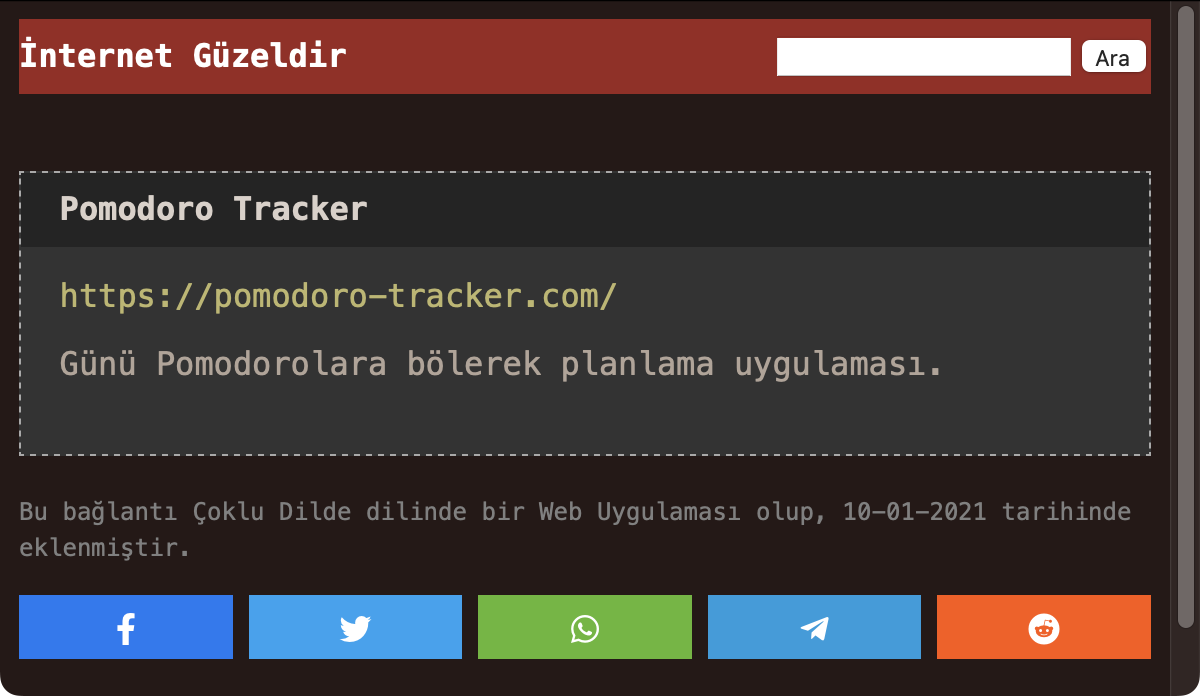 İnternet Güzeldir
Ara
Pomodoro Tracker
https://pomodoro-tracker.com/
Günü Pomodorolara bölerek planlama uygulaması.
Bu bağlantı Çoklu Dilde dilinde bir Web Uygulaması olup, 10-01-2021 tarihinde
eklenmiştir.